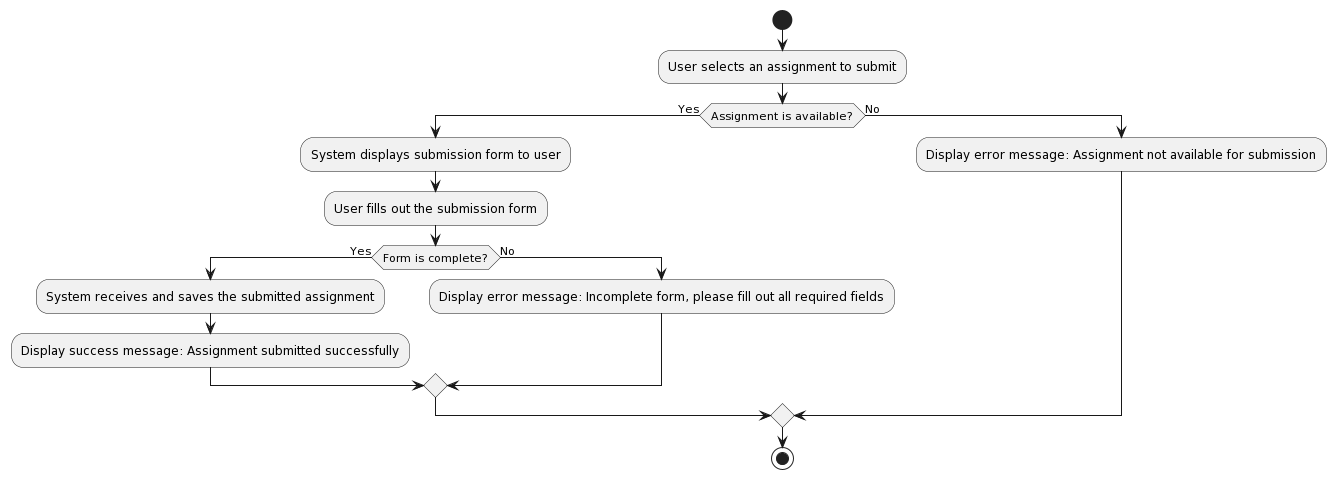 User selects an assignment to submit
Yes
Assignment is available?
No
System displays submission form to user
Display error message: Assignment not available for submission
User fills out the submission form
Yes
Form is complete?
No
System receives and saves the submitted assignment
Display error message: Incomplete form, please fill out all required fields
Display success message: Assignment submitted successfully